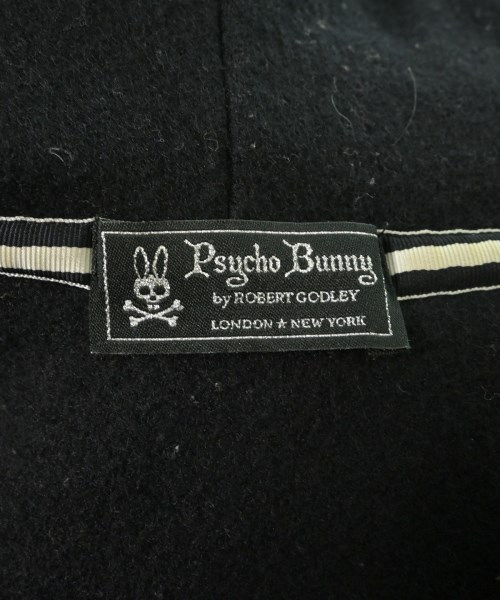 Psycho Bunny
by ROBERT GODLEY
LONDON ★ NEW YORK